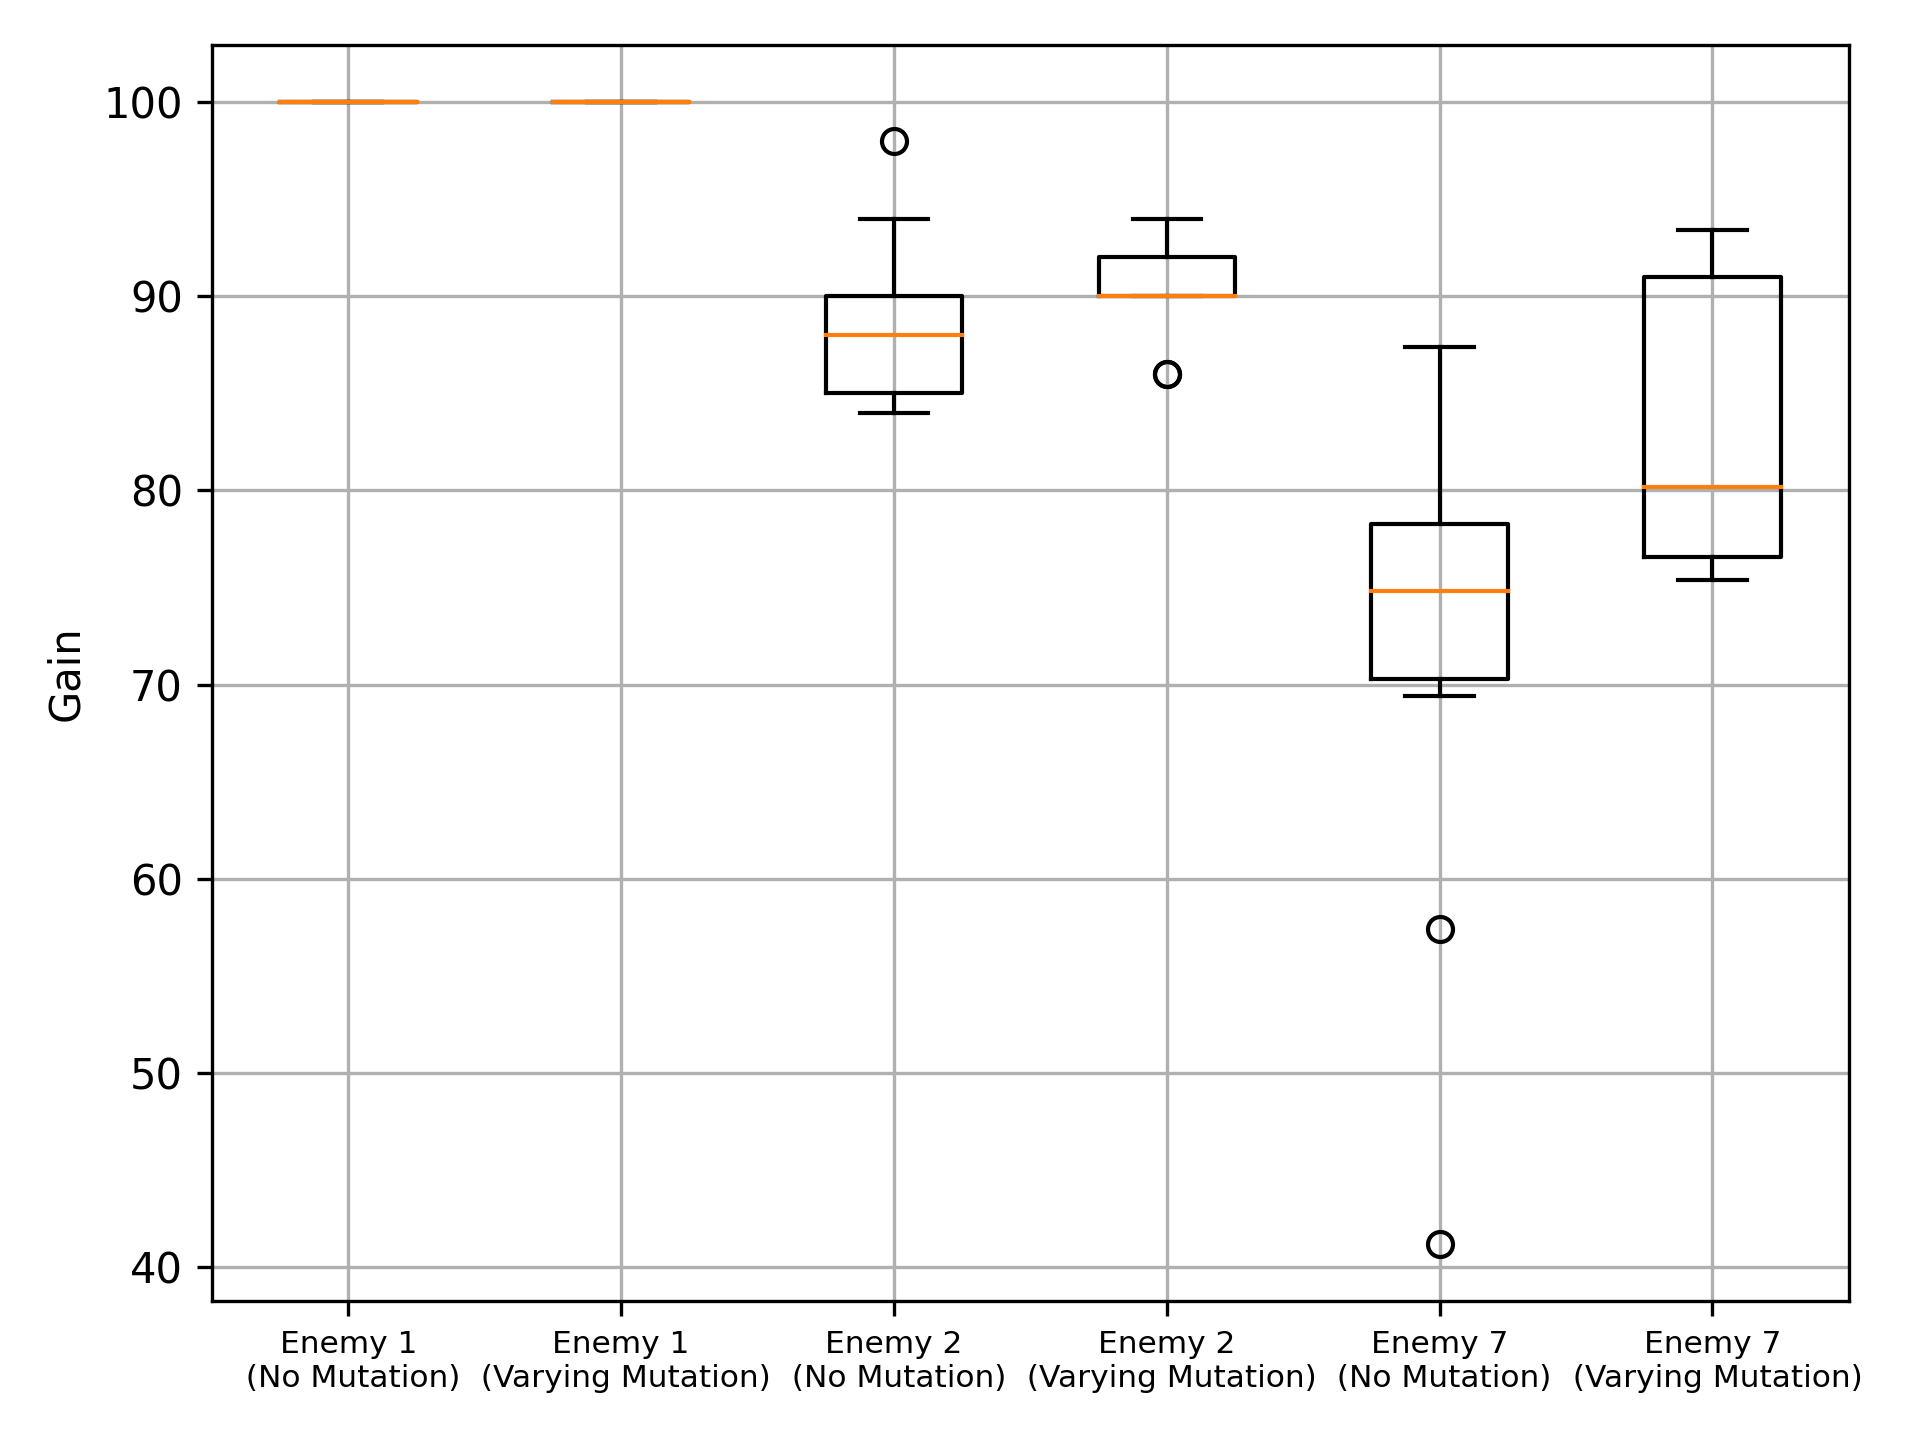 100
90
80
70
60
50
40
Gain
Enemy 1
(No Mutation)
Enemy 1
(Varying Mutation)
Enemy 2
(No Mutation)
Enemy 2
(Varying Mutation)
Enemy 7
(No Mutation)
Enemy 7
(Varying Mutation)